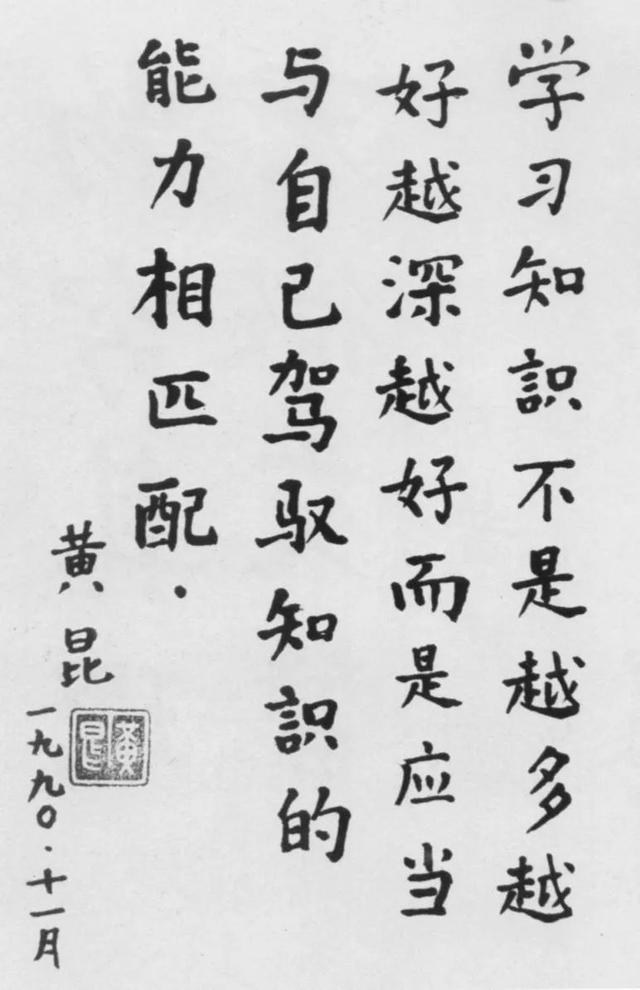 学习知識不是越多越
好越深越好而是应当
与自己驾驭知識的
能力相匹配.
黄昆
一九九〇.十一月
黄昆